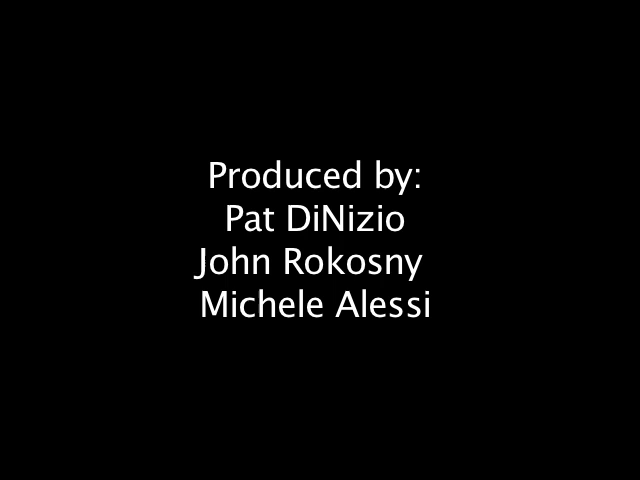 Produced by:
Pat DiNizio
John Rokosny
Michele Alessi